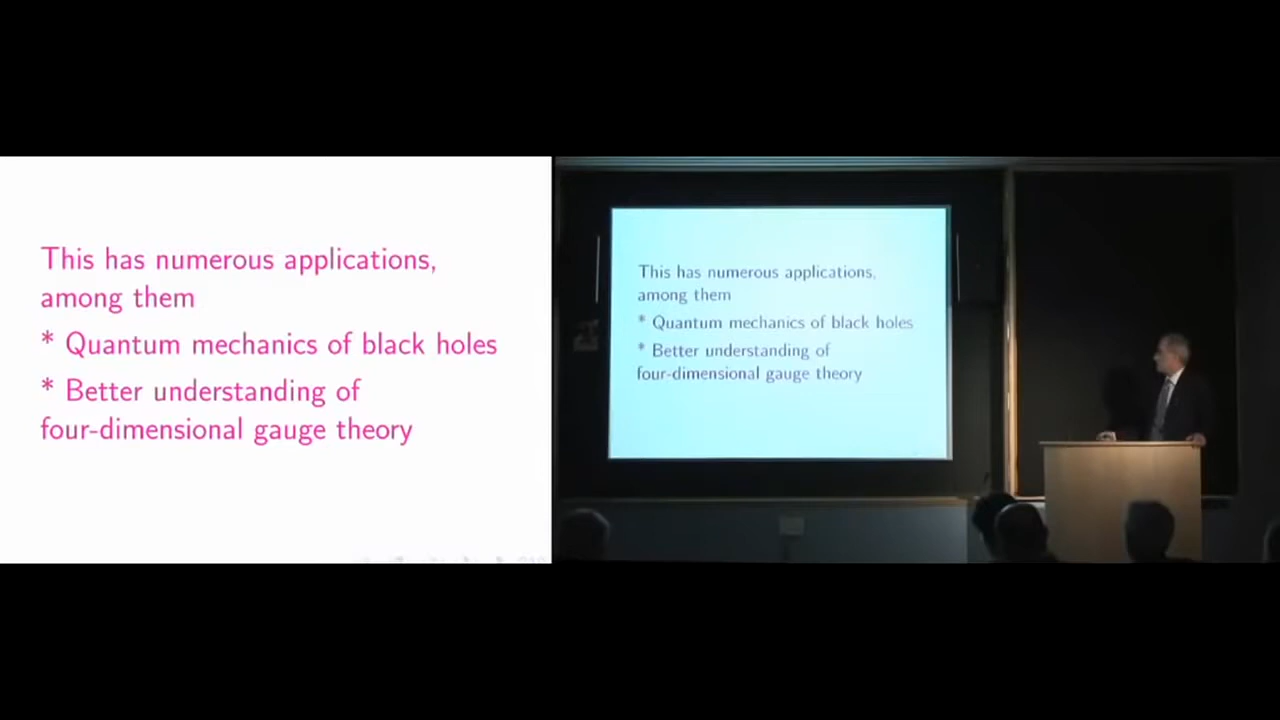 This has numerous applications,
among them
* Quantum mechanics of black holes
* Better understanding of
four-dimensional gauge theory
This has numerous applications,
among them
* Quantum mechanics of black holes
* Better understanding of
four-dimensional gauge theory